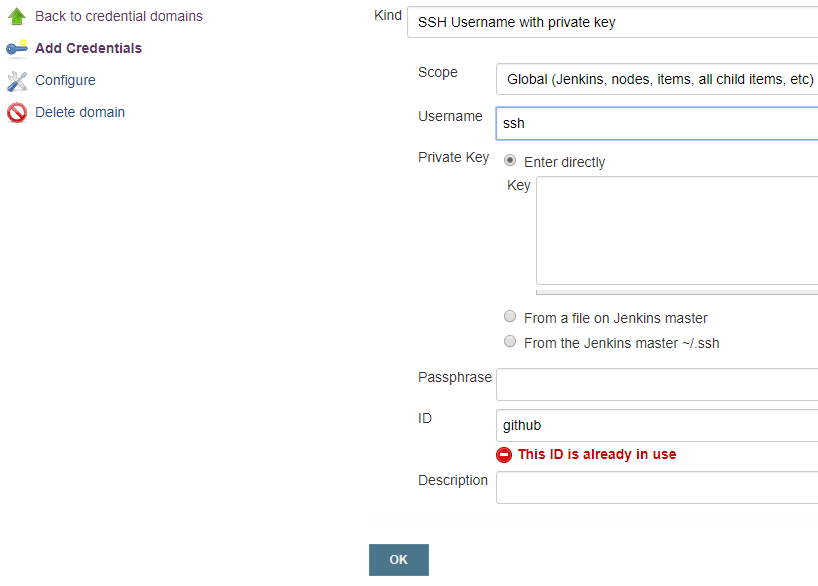 Back to credential domains
Add Credentials
Configure
Delete domain
Kind
SSH Username with private key
Scope
Global (Jenkins, nodes, items, all child items, etc)
Username
ssh
Private Key
Enter directly
Key
From a file on Jenkins master
From the Jenkins master ~/.ssh
Passphrase
ID
github
This ID is already in use
Description
OK